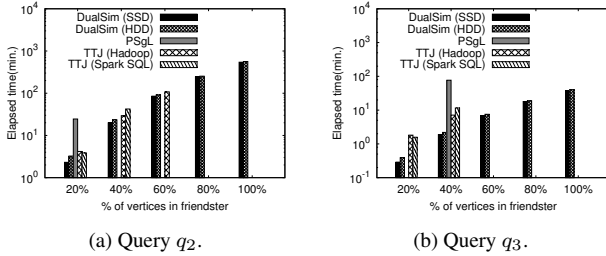 DualSim (SSD)
DualSim (HDD)
PSgL
TTJ (Hadoop)
TTJ (Spark SQL)
Elapsed time(min.)
10^4
10^3
10^2
10^1
10^0
20% 40% 60% 80% 100%
% of vertices in friendster
(a) Query q2.
DualSim (SSD)
DualSim (HDD)
PSgL
TTJ (Hadoop)
TTJ (Spark SQL)
Elapsed time(min.)
10^4
10^3
10^2
10^1
10^0
10^-1
20% 40% 60% 80% 100%
% of vertices in friendster
(b) Query q3.